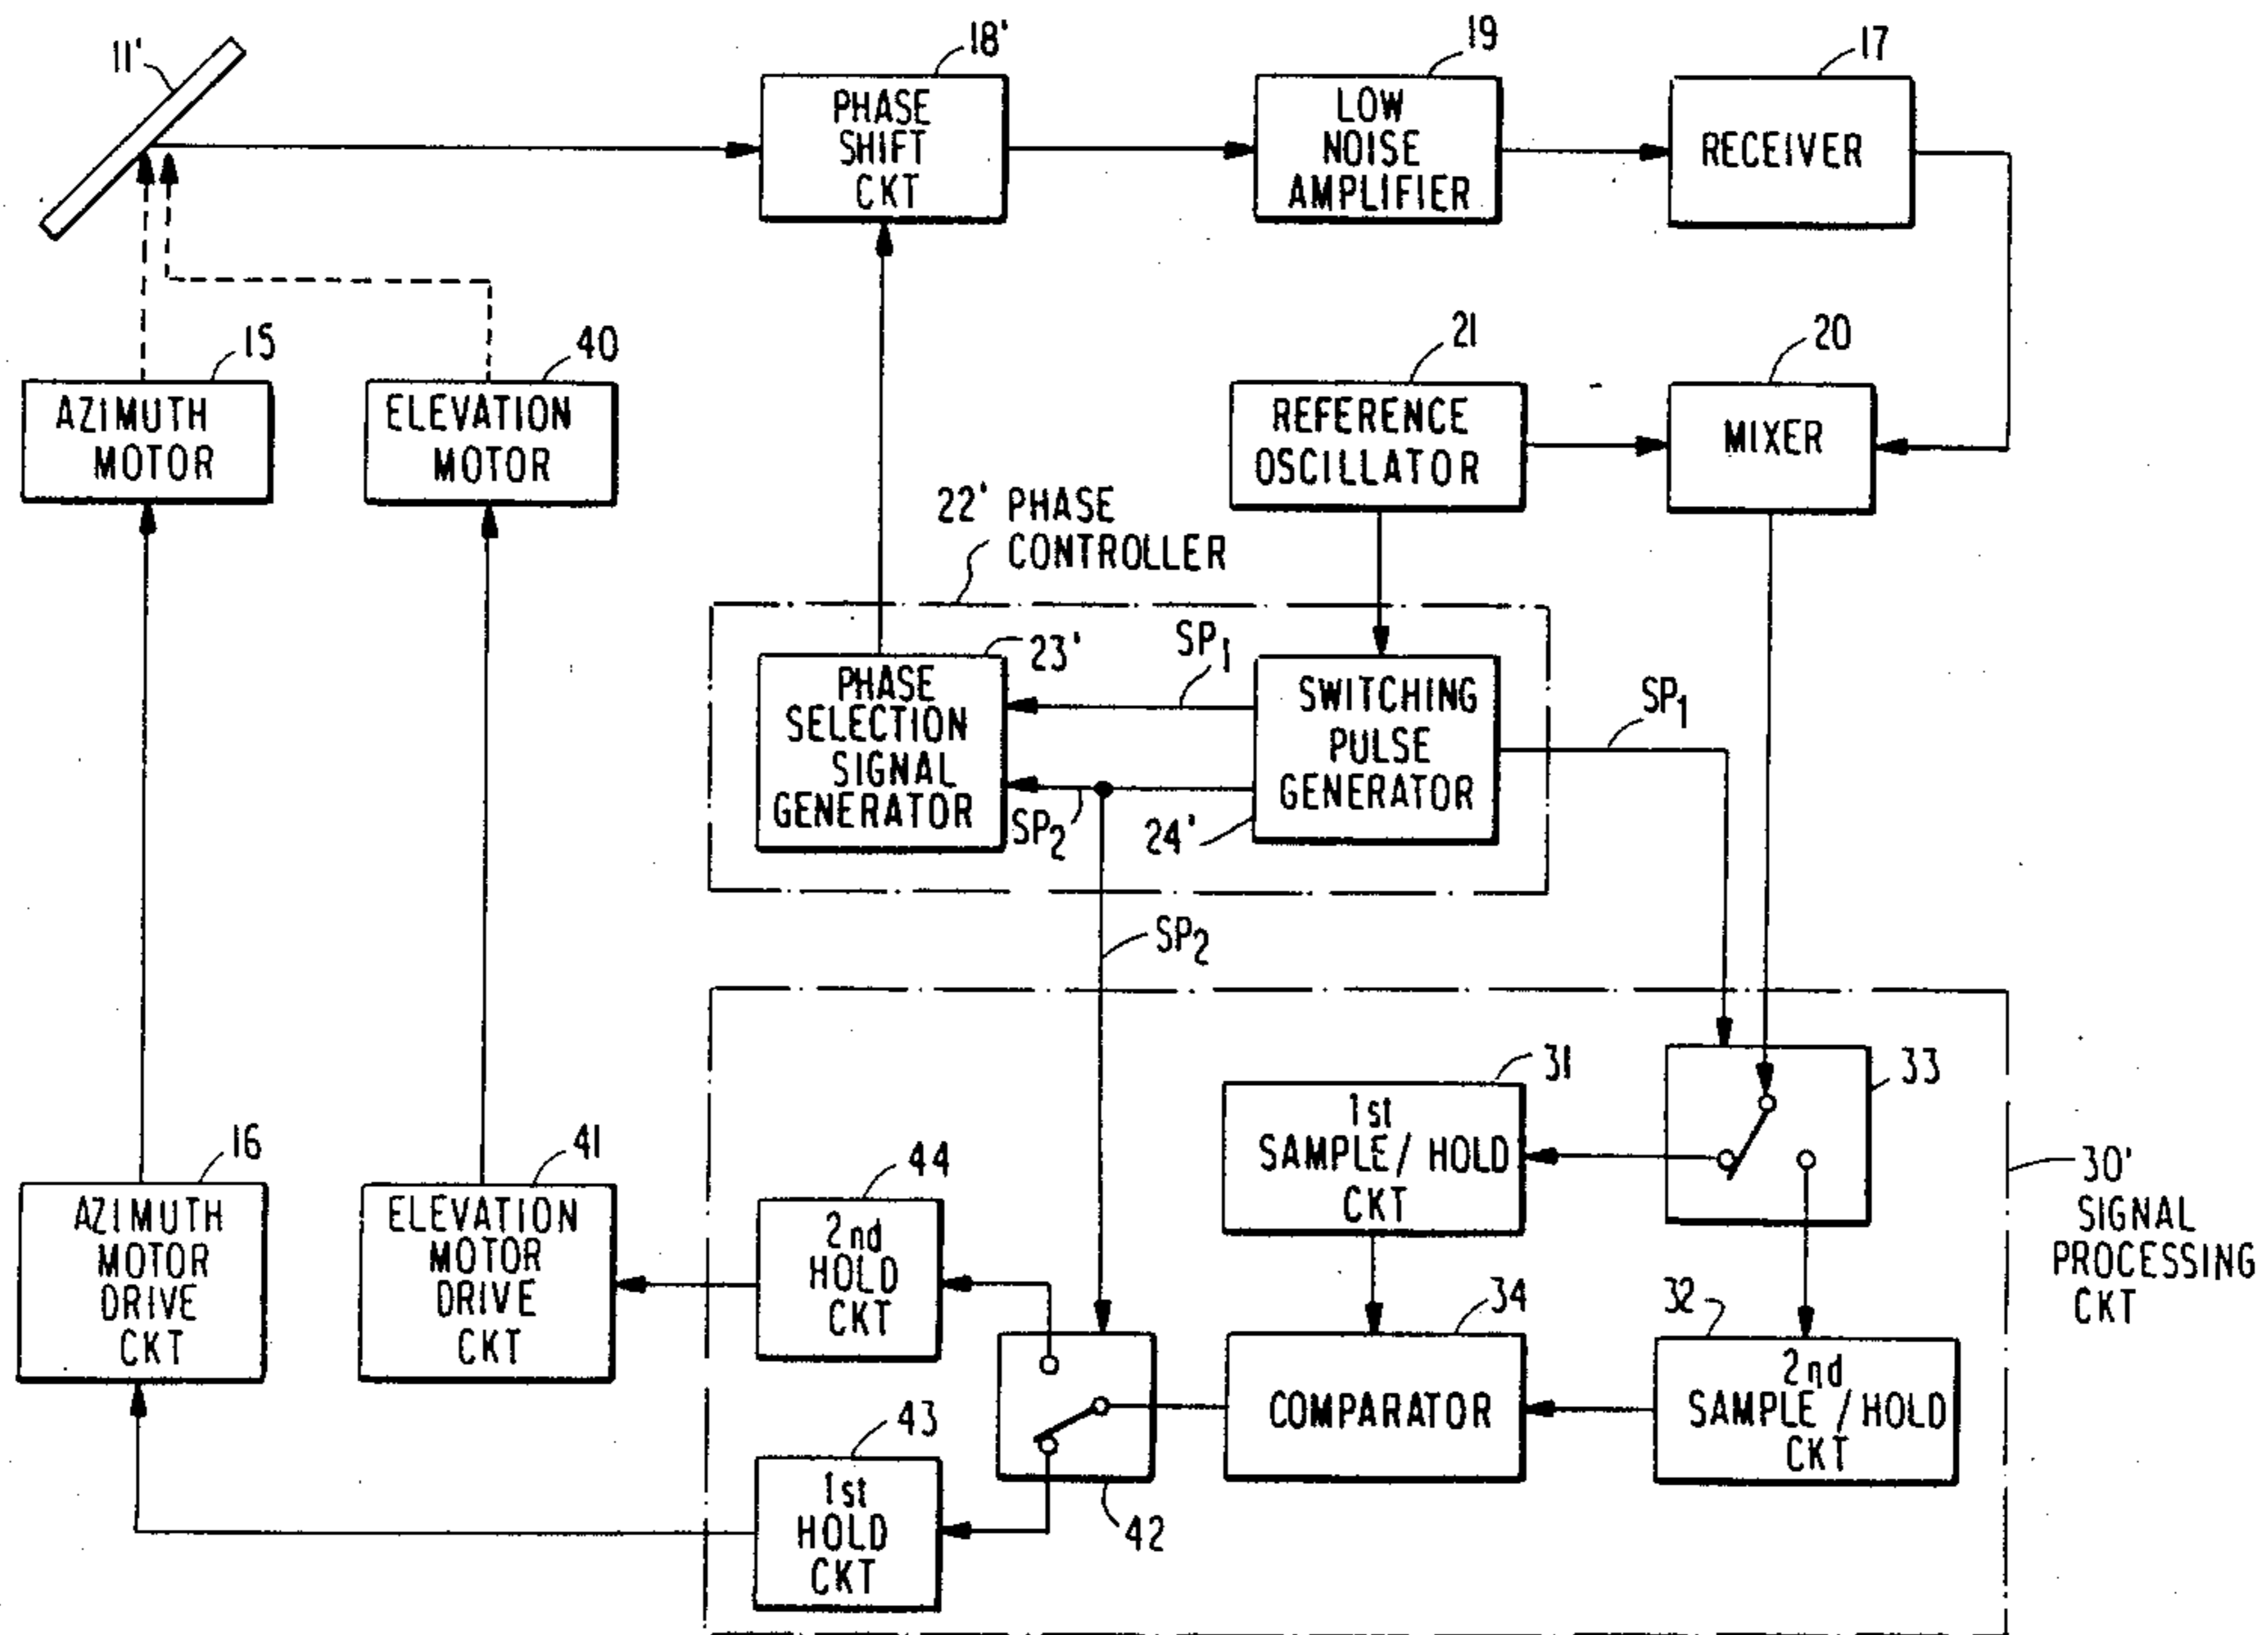 11'
18'
PHASE
SHIFT
CKT
19
LOW
NOISE
AMPLIFIER
17
RECEIVER
15
AZIMUTH
MOTOR
40
ELEVATION
MOTOR
21
REFERENCE
OSCILLATOR
20
MIXER
22' PHASE
CONTROLLER
23'
PHASE
SELECTION
SIGNAL
GENERATOR
SP1
SP2
24'
SWITCHING
PULSE
GENERATOR
SP1
SP2
33
31
1st
SAMPLE/HOLD
CKT
30'
SIGNAL
PROCESSING
CKT
16
AZIMUTH
MOTOR
DRIVE
CKT
41
ELEVATION
MOTOR
DRIVE
CKT
44
2nd
HOLD
CKT
34
COMPARATOR
32
2nd
SAMPLE/HOLD
CKT
43
1st
HOLD
CKT
42